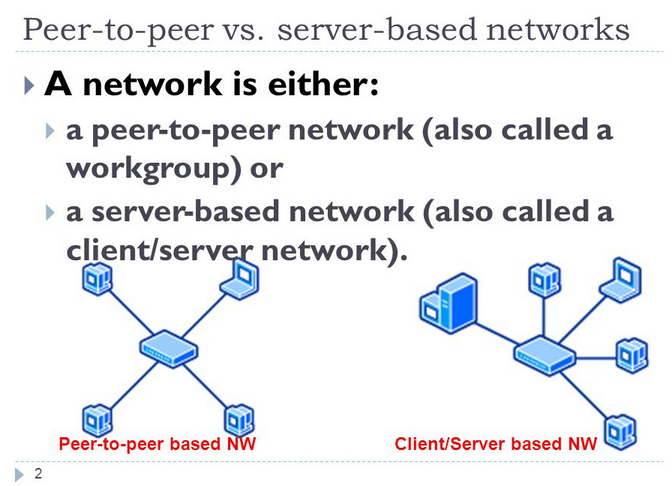 Peer-to-peer vs. server-based networks
A network is either:
a peer-to-peer network (also called a
workgroup) or
a server-based network (also called a
client/server network).
Peer-to-peer based NW
Client/Server based NW
2